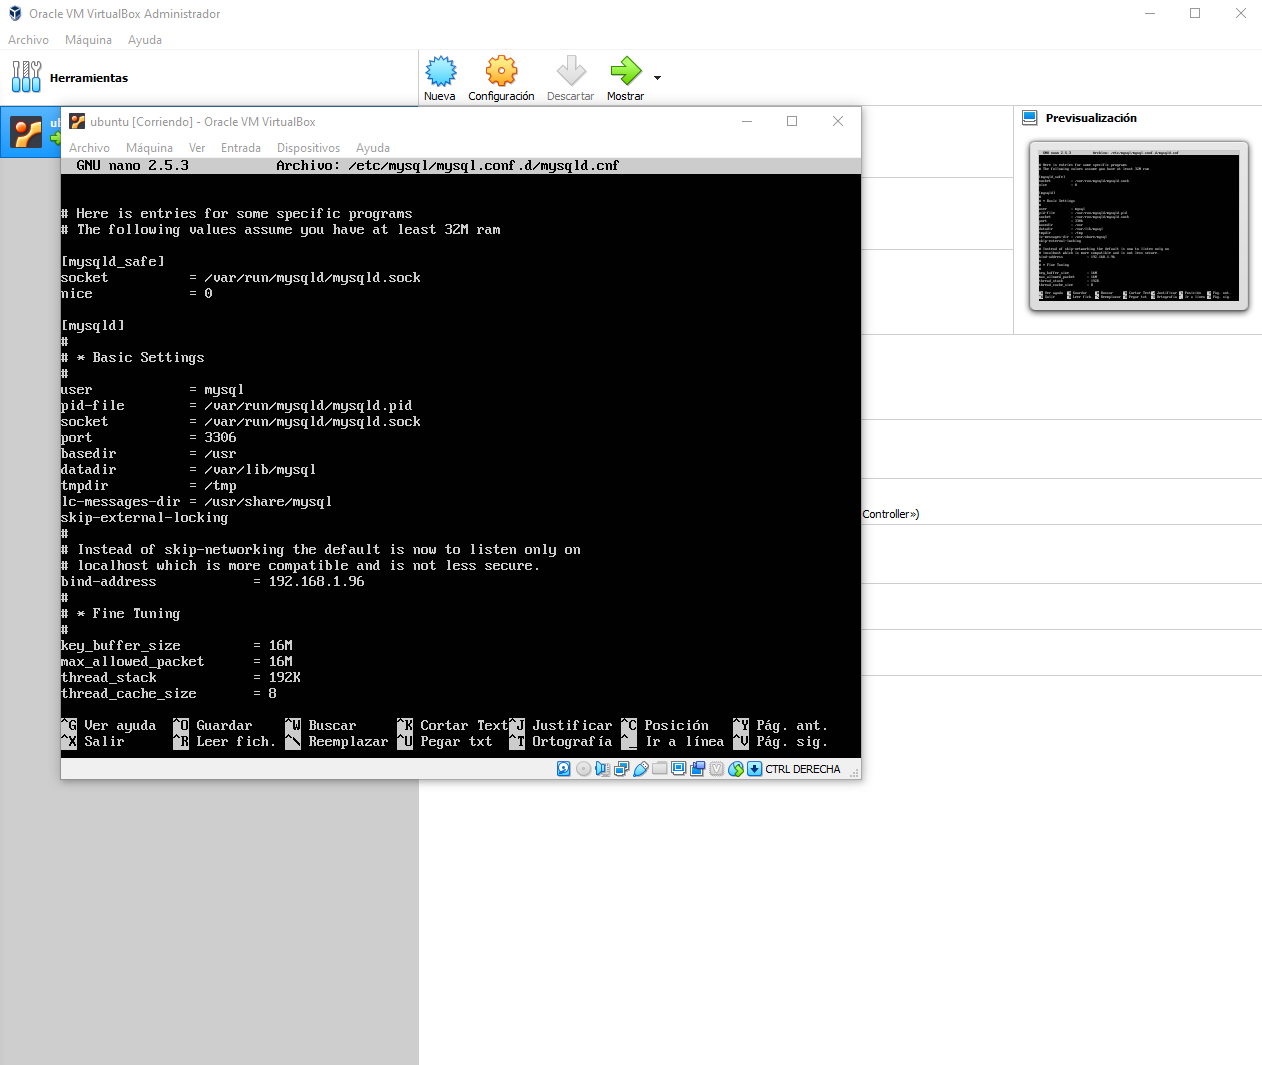 Oracle VM VirtualBox Administrador
Archivo Máquina Ayuda
Herramientas
Nueva Configuración Descartar Mostrar
Previsualización
ubuntu [Corriendo] - Oracle VM VirtualBox
Archivo Máquina Ver Entrada Dispositivos Ayuda
GNU nano 2.5.3 Archivo: /etc/mysql/mysql.conf.d/mysqld.cnf
# Here is entries for some specific programs
# The following values assume you have at least 32M ram
[mysqld_safe]
socket = /var/run/mysqld/mysqld.sock
nice = 0
[mysqld]
#
# * Basic Settings
#
user = mysql
pid-file = /var/run/mysqld/mysqld.pid
socket = /var/run/mysqld/mysqld.sock
port = 3306
basedir = /usr
datadir = /var/lib/mysql
tmpdir = /tmp
lc-messages-dir = /usr/share/mysql
skip-external-locking
#
# Instead of skip-networking the default is now to listen only on
# localhost which is more compatible and is not less secure.
bind-address = 192.168.1.96
#
# * Fine Tuning
#
key_buffer_size = 16M
max_allowed_packet = 16M
thread_stack = 192K
thread_cache_size = 8
^G Ver ayuda ^O Guardar ^W Buscar ^K Cortar Text ^J Justificar ^C Posición ^Y Pág. ant.
^X Salir ^R Leer fich. ^\ Reemplazar ^U Pegar txt ^T Ortografía ^_ Ir a línea ^V Pág. sig.
CTRL DERECHA
Controller»)